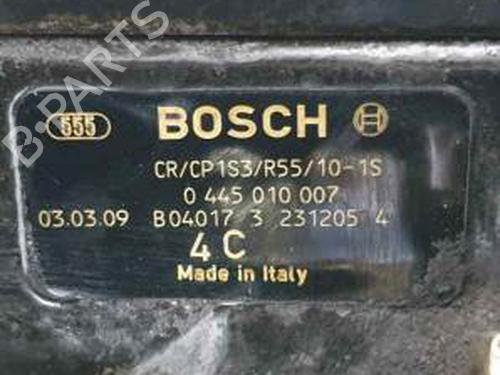 B-PARTS
555 BOSCH
CR/CP1S3/R55/10-1S
0 445 010 007
03.03.09 B04017 3 231205 4
4 C
Made in Italy